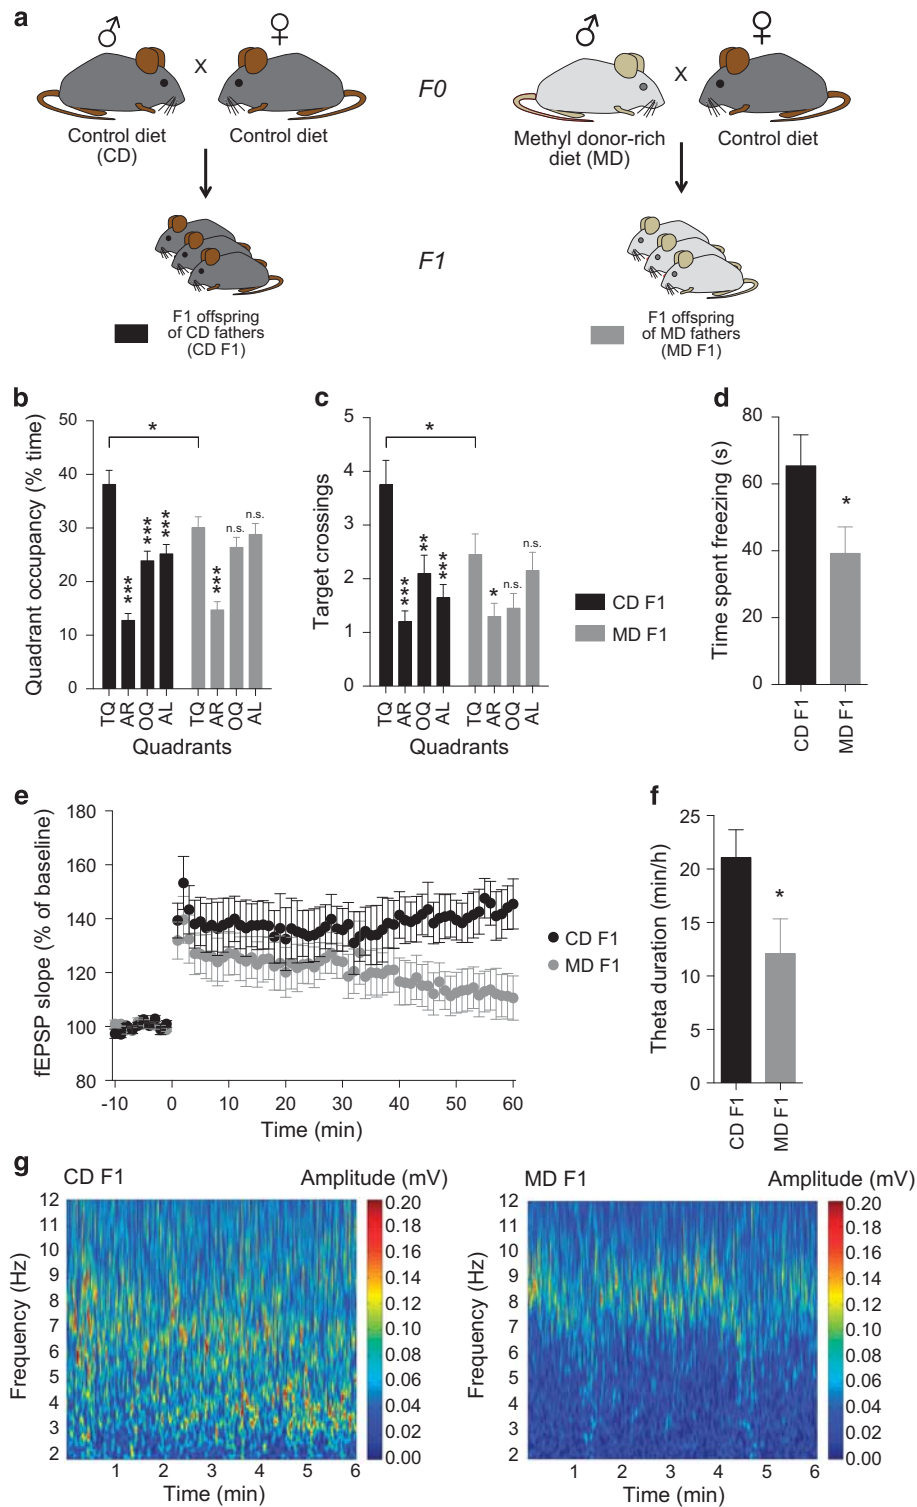 a
♂ ♀ ♂ ♀
X F0 X
Control diet
(CD)
Control diet
Methyl donor-rich
diet (MD)
Control diet
F1
F1 offspring
of CD fathers
(CD F1)
F1 offspring
of MD fathers
(MD F1)
b
Quadrant occupancy (% time)
50
40
30
20
10
0
*
***
***
***
***
n.s.
n.s.
TQ AR OQ AL TQ AR OQ AL
Quadrants
c
Target crossings
5
4
3
2
1
0
*
***
**
***
*
n.s.
n.s.
TQ AR OQ AL TQ AR OQ AL
Quadrants
CD F1
MD F1
d
Time spent freezing (s)
80
60
40
20
0
*
CD F1
MD F1
e
fEPSP slope (% of baseline)
180
160
140
120
100
80
-10 0 10 20 30 40 50 60
Time (min)
CD F1
MD F1
f
Theta duration (min/h)
25
20
15
10
5
0
*
CD F1
MD F1
g
CD F1 Amplitude (mV)
Frequency (Hz)
12
11
10
9
8
7
6
5
4
3
2
1 2 3 4 5 6
Time (min)
0.20
0.18
0.16
0.14
0.12
0.10
0.08
0.06
0.04
0.02
0.00
MD F1 Amplitude (mV)
Frequency (Hz)
12
11
10
9
8
7
6
5
4
3
2
1 2 3 4 5 6
Time (min)
0.20
0.18
0.16
0.14
0.12
0.10
0.08
0.06
0.04
0.02
0.00